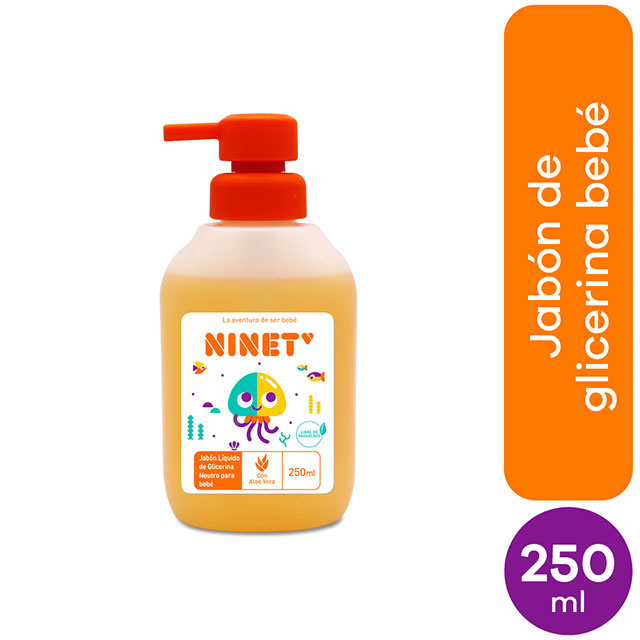 La aventura de ser bebé
NINET
LIBRE DE
PARABENOS
Jabón Líquido
de Glicerina
Neutro para
bebé
Con
Aloe Vera
250ml
Jabón de
glicerina bebé
250
ml